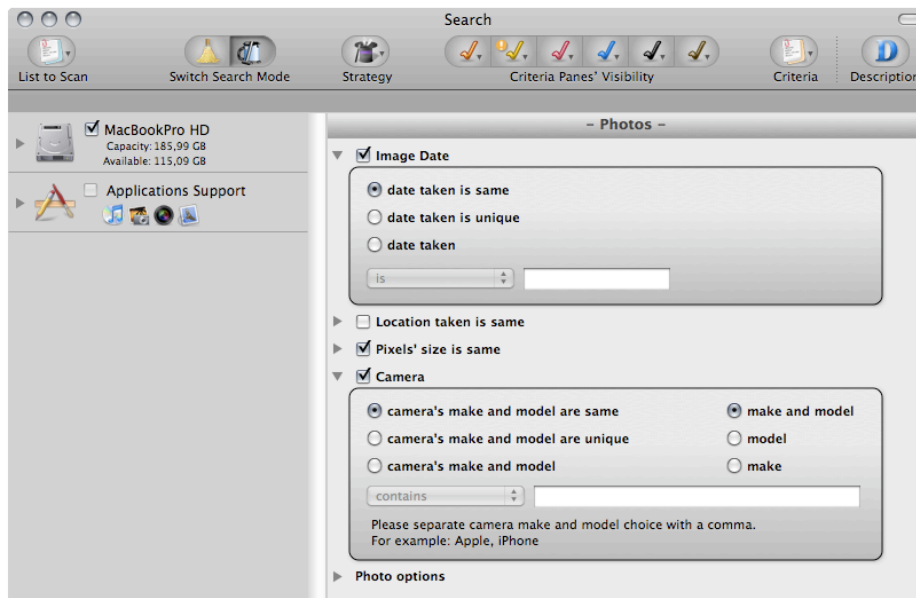 Search
List to Scan
Switch Search Mode
Strategy
Criteria Panes' Visibility
Criteria
Description
MacBookPro HD
Capacity: 185,99 GB
Available: 115,09 GB
Applications Support
– Photos –
Image Date
date taken is same
date taken is unique
date taken
is
Location taken is same
Pixels' size is same
Camera
camera's make and model are same
make and model
camera's make and model are unique
model
camera's make and model
make
contains
Please separate camera make and model choice with a comma.
For example: Apple, iPhone
Photo options